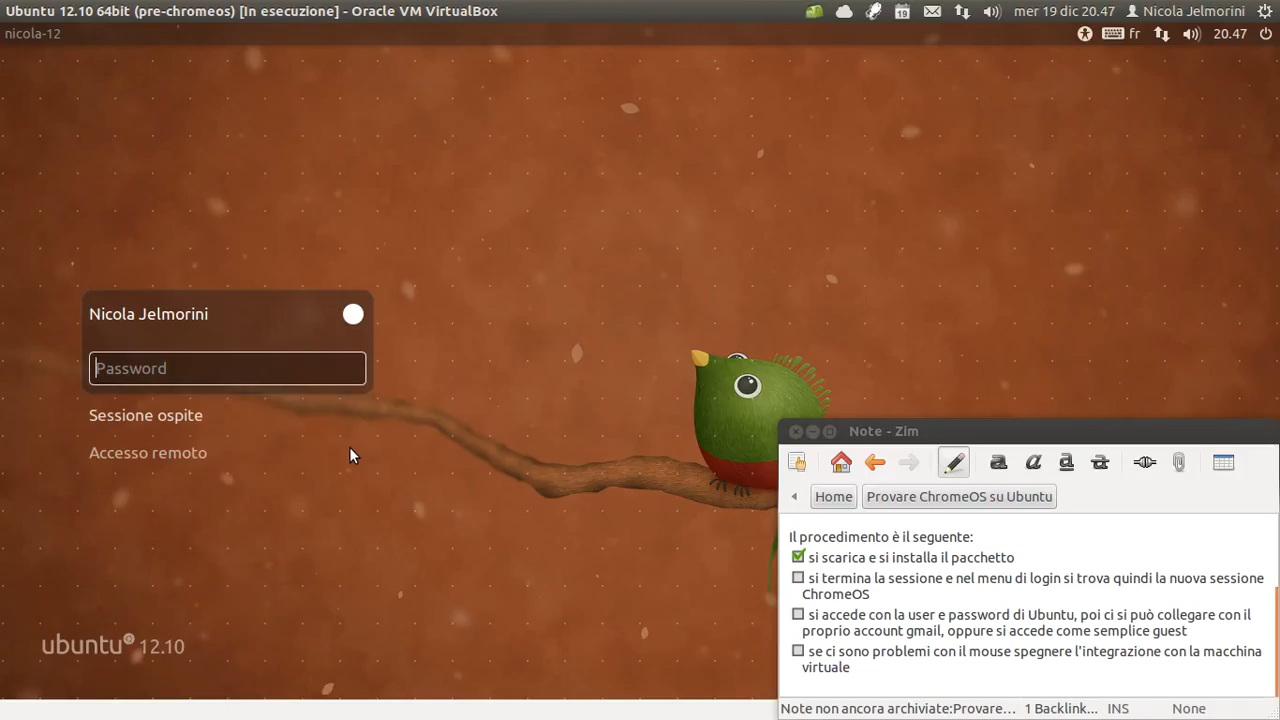 Ubuntu 12.10 64bit (pre-chromeos) [In esecuzione] - Oracle VM VirtualBox
19
mer 19 dic 20.47
Nicola Jelmorini
nicola-12
fr
20.47
Nicola Jelmorini
Password
Sessione ospite
Accesso remoto
ubuntu 12.10
Note - Zim
a a a a
Home
Provare ChromeOS su Ubuntu
Il procedimento è il seguente:
si scarica e si installa il pacchetto
si termina la sessione e nel menu di login si trova quindi la nuova sessione
ChromeOS
si accede con la user e password di Ubuntu, poi ci si può collegare con il
proprio account gmail, oppure si accede come semplice guest
se ci sono problemi con il mouse spegnere l'integrazione con la macchina
virtuale
Note non ancora archiviate:Provare... 1 Backlink... INS None